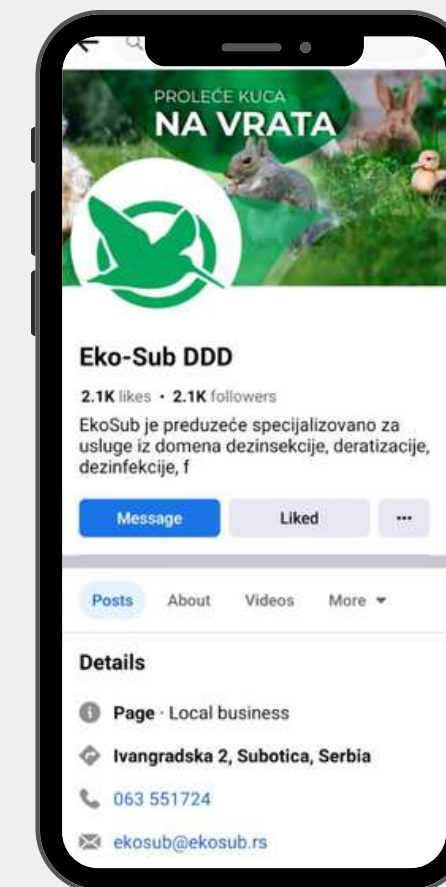 PROLEĆE KUCA
NA VRATA
Eko-Sub DDD
2.1K likes • 2.1K followers
EkoSub je preduzeće specijalizovano za
usluge iz domena dezinsekcije, deratizacije,
dezinfekcije, f
Message
Liked
Posts
About
Videos
More
Details
Page · Local business
Ivangradska 2, Subotica, Serbia
063 551724
ekosub@ekosub.rs